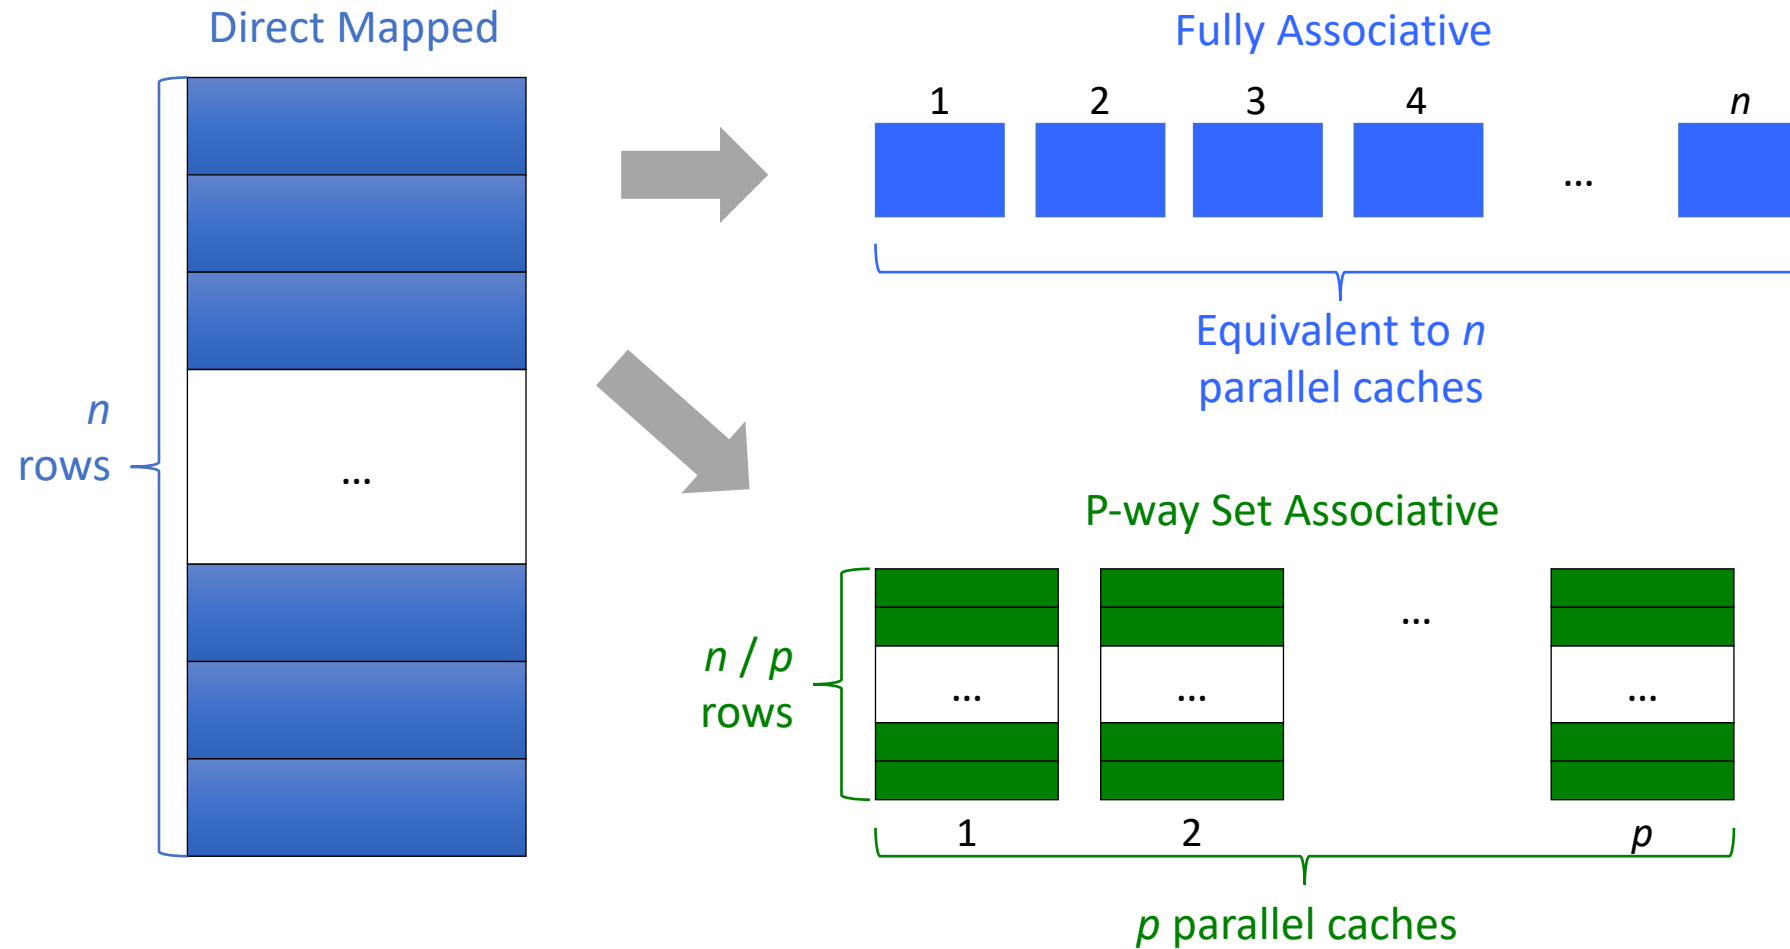 Direct Mapped
n
rows
...
Fully Associative
1 2 3 4 ... n
Equivalent to n
parallel caches
P-way Set Associative
n / p
rows
...
... ... ...
1 2 p
p parallel caches